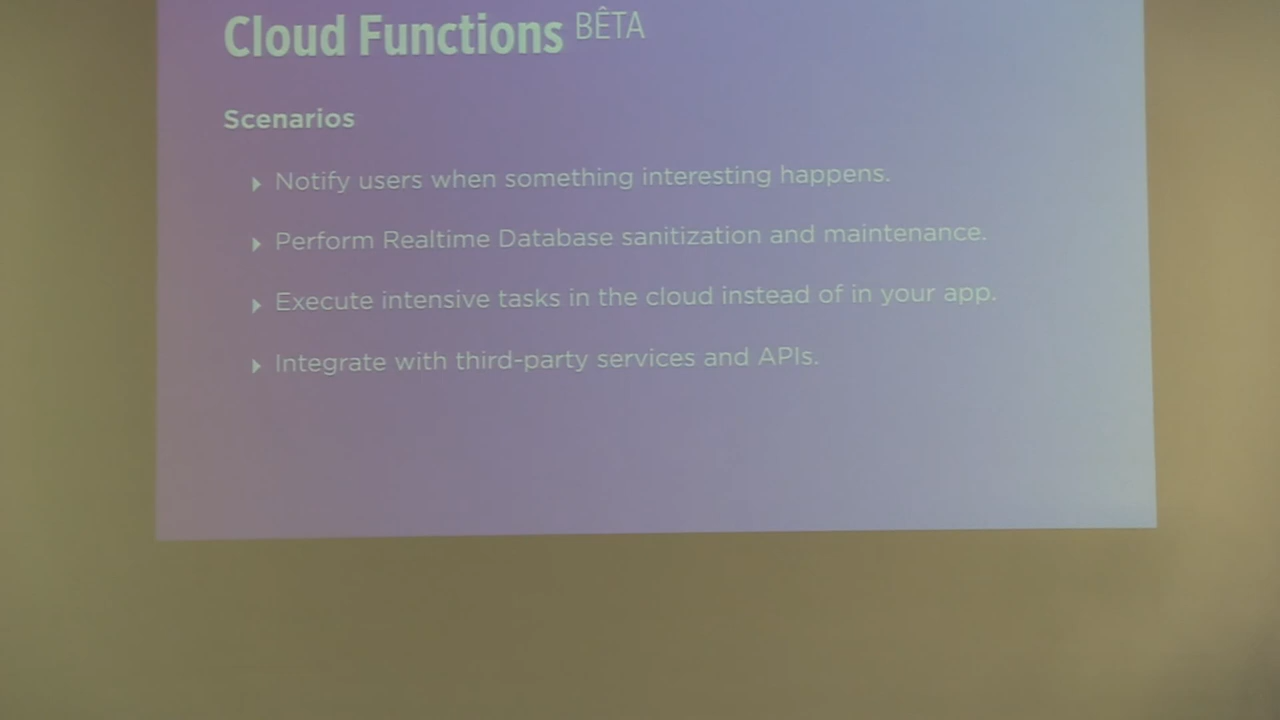 Cloud Functions BÊTA
Scenarios
Notify users when something interesting happens.
Perform Realtime Database sanitization and maintenance.
Execute intensive tasks in the cloud instead of in your app.
Integrate with third-party services and APIs.